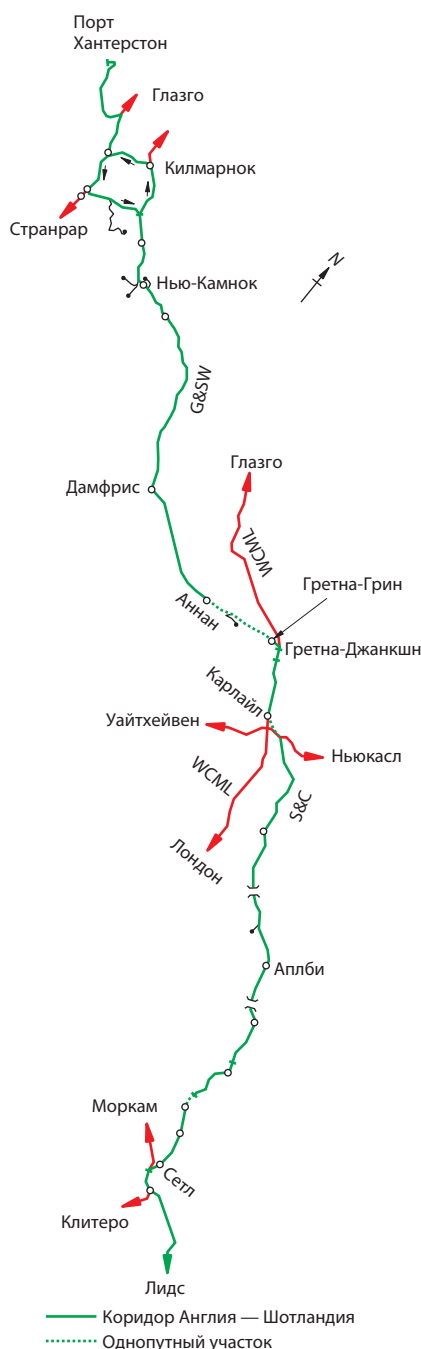 Порт
Хантерстон
Глазго
Килмарнок
Странрар
Нью-Камнок
N
G&SW
Глазго
Дамфрис
WCML
Гретна-Грин
Аннан
Гретна-Джанкшн
Карлайл
Уайтхейвен
Ньюкасл
WCML
S&C
Лондон
Аплби
Моркам
Сетл
Клитеро
Лидс
Коридор Англия — Шотландия
Однопутный участок